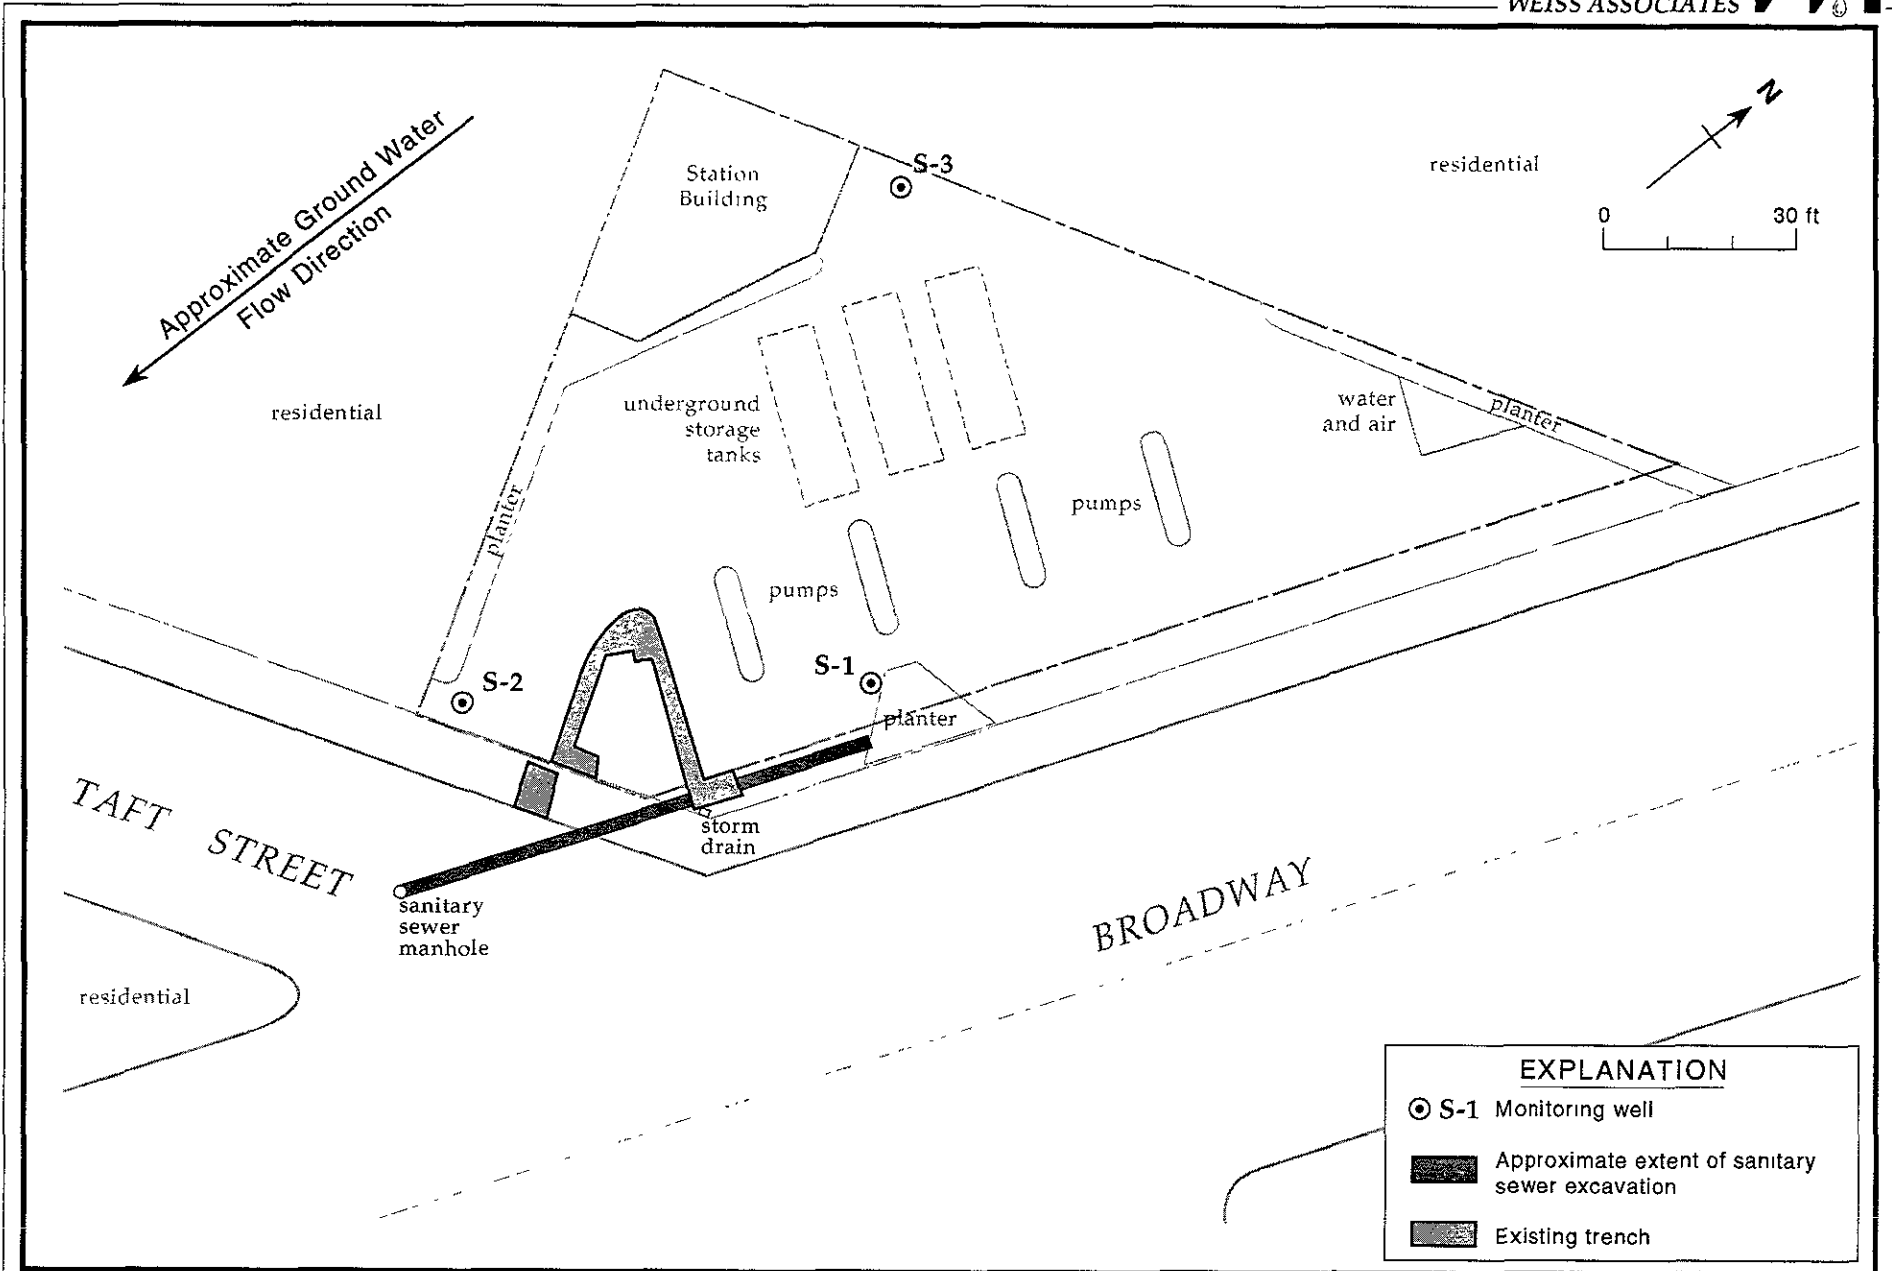 WEISS ASSOCIATES
N
residential
0 30 ft
Approximate Ground Water
Flow Direction
Station
Building
S-3
residential
underground
storage
tanks
water
and air
planter
planter
pumps
pumps
S-2
S-1
planter
TAFT STREET
storm
drain
sanitary
sewer
manhole
BROADWAY
residential
EXPLANATION
S-1 Monitoring well
Approximate extent of sanitary
sewer excavation
Existing trench